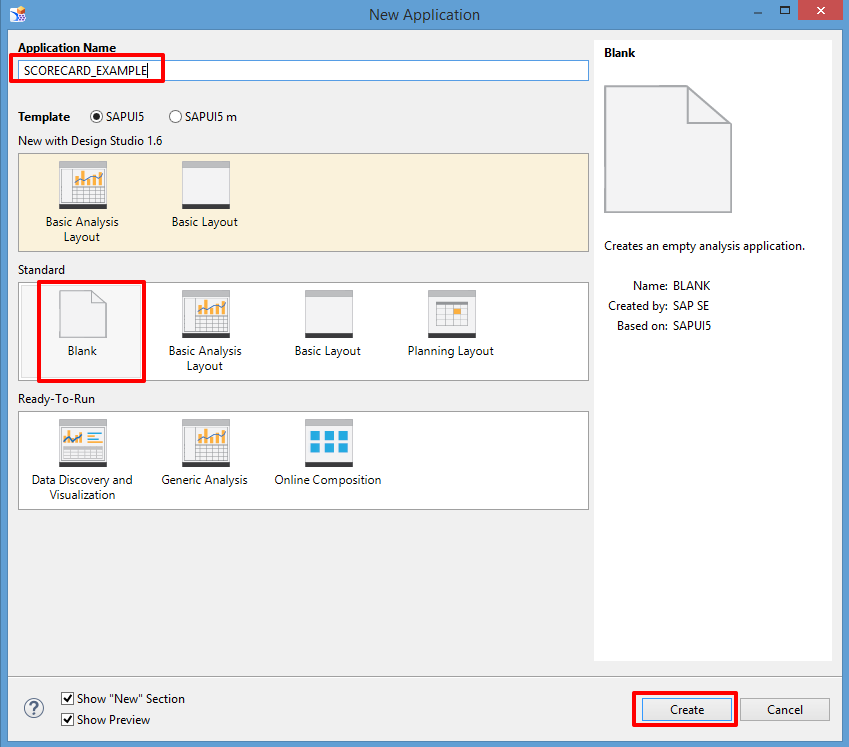 New Application
Application Name
SCORECARD_EXAMPLE
Template SAPUI5 SAPUI5 m
New with Design Studio 1.6
Basic Analysis
Layout
Basic Layout
Standard
Blank
Basic Analysis
Layout
Basic Layout
Planning Layout
Ready-To-Run
Data Discovery and
Visualization
Generic Analysis
Online Composition
Blank
Creates an empty analysis application.
Name: BLANK
Created by: SAP SE
Based on: SAPUI5
?
Show "New" Section
Show Preview
Create
Cancel